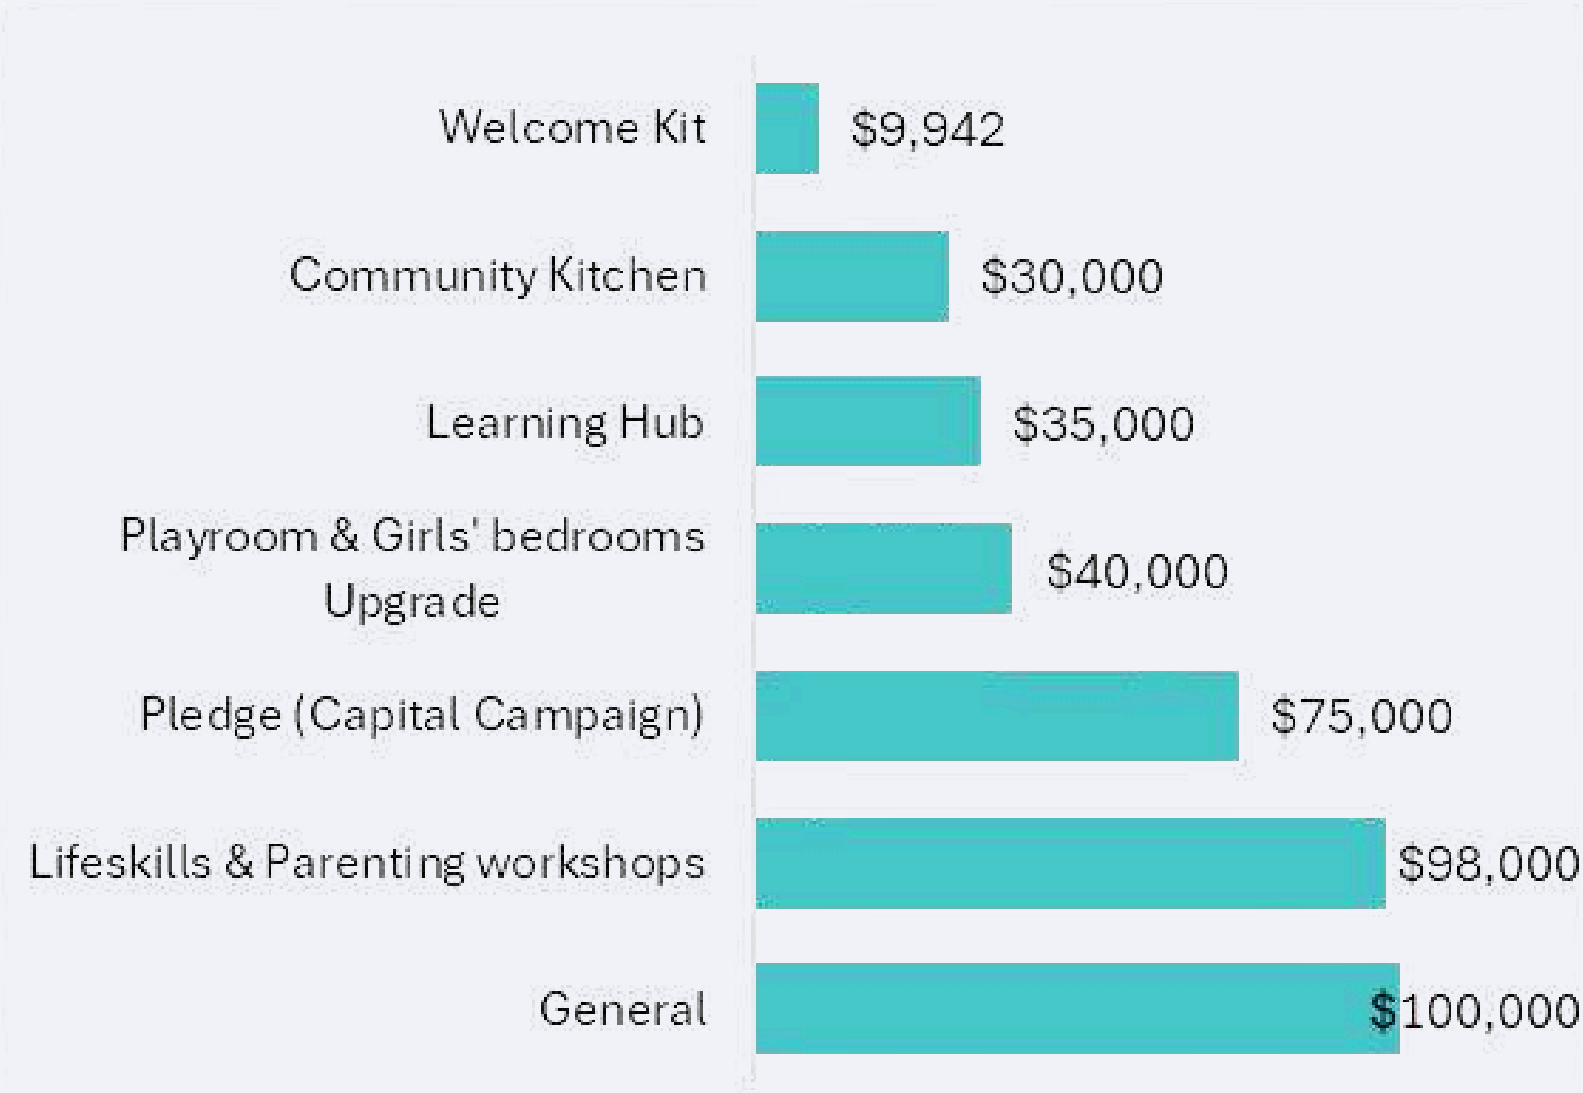 Welcome Kit $9,942
Community Kitchen $30,000
Learning Hub $35,000
Playroom & Girls' bedrooms
Upgrade $40,000
Pledge (Capital Campaign) $75,000
Lifeskills & Parenting workshops $98,000
General $100,000